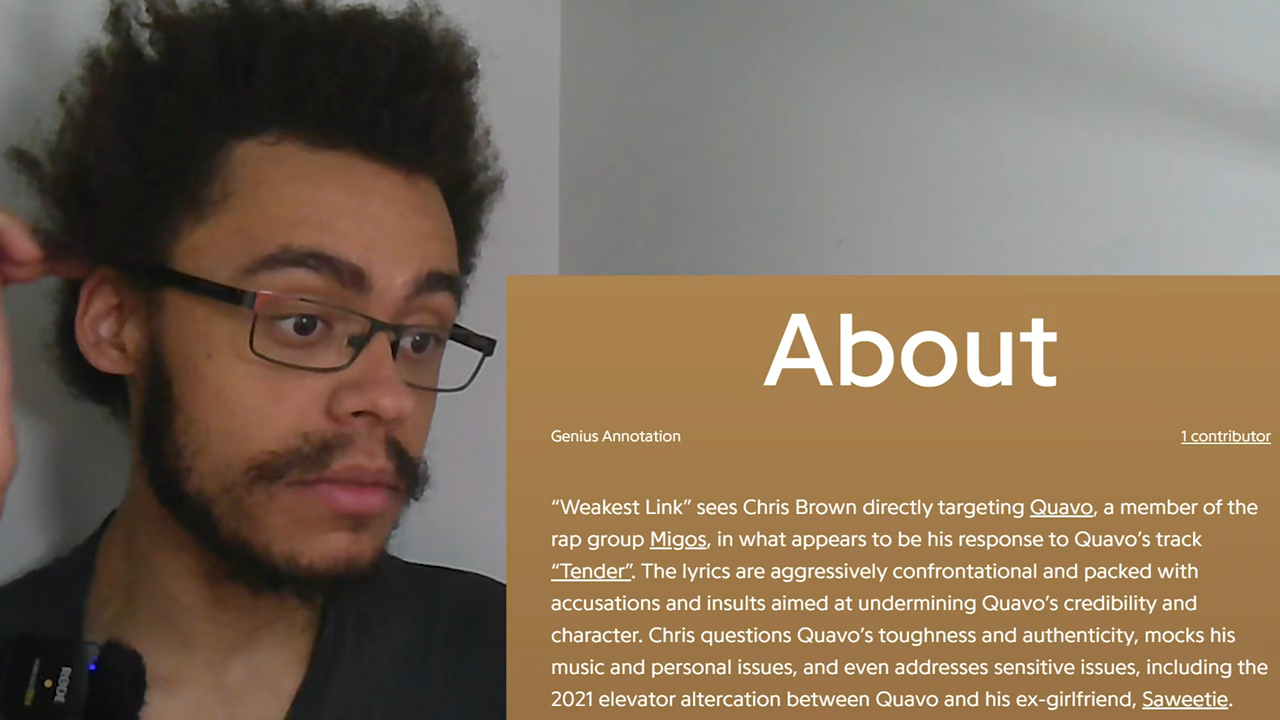 About
Genius Annotation
1 contributor
“Weakest Link” sees Chris Brown directly targeting Quavo, a member of the
rap group Migos, in what appears to be his response to Quavo’s track
“Tender”. The lyrics are aggressively confrontational and packed with
accusations and insults aimed at undermining Quavo’s credibility and
character. Chris questions Quavo’s toughness and authenticity, mocks his
music and personal issues, and even addresses sensitive issues, including the
2021 elevator altercation between Quavo and his ex-girlfriend, Saweetie.
RODE